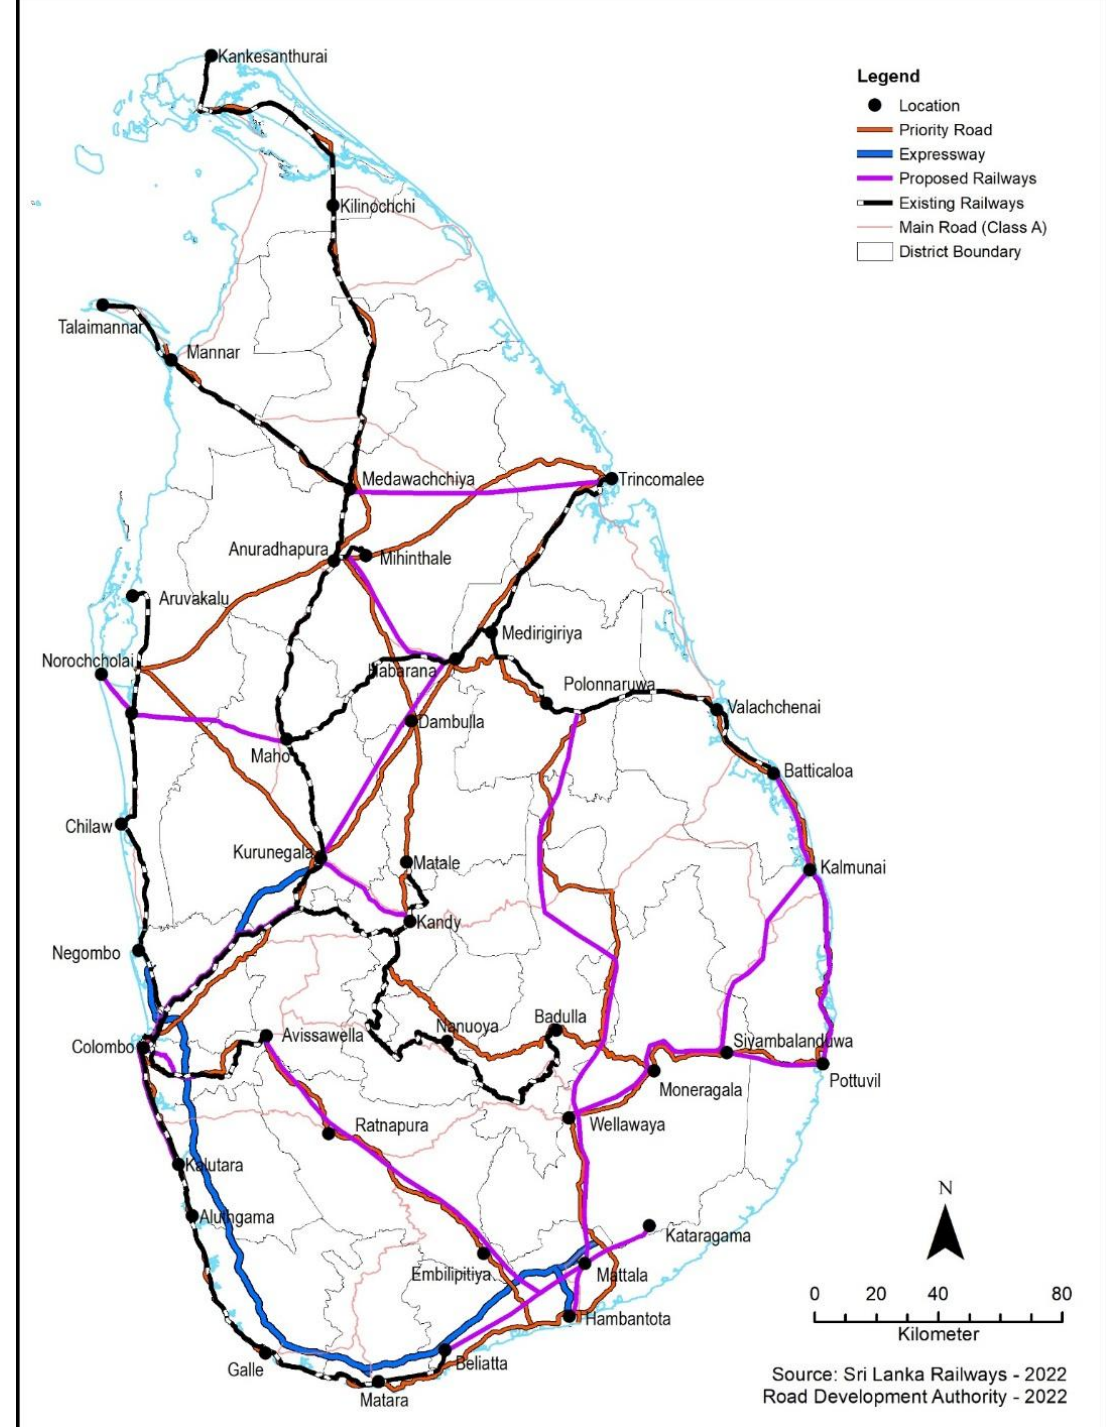 Kankesanthurai
Legend
Location
Priority Road
Expressway
Proposed Railways
Existing Railways
Main Road (Class A)
District Boundary
Kilinochchi
Talaimannar
Mannar
Medawachchiya
Trincomalee
Anuradhapura
Mihinthale
Aruvakalu
Medirigiriya
Norochcholai
Habarana
Polonnaruwa
Valachchenai
Dambulla
Maho
Batticaloa
Chilaw
Kurunegala
Matale
Kalmunai
Kandy
Negombo
Colombo
Avissawella
Nanuoya
Badulla
Siyambalanduwa
Pottuvil
Moneragala
Ratnapura
Wellawaya
Kalutara
Aluthgama
N
Kataragama
Embilipitiya
Mattala
0 20 40 80
Kilometer
Hambantota
Galle
Beliatta
Matara
Source: Sri Lanka Railways - 2022
Road Development Authority - 2022